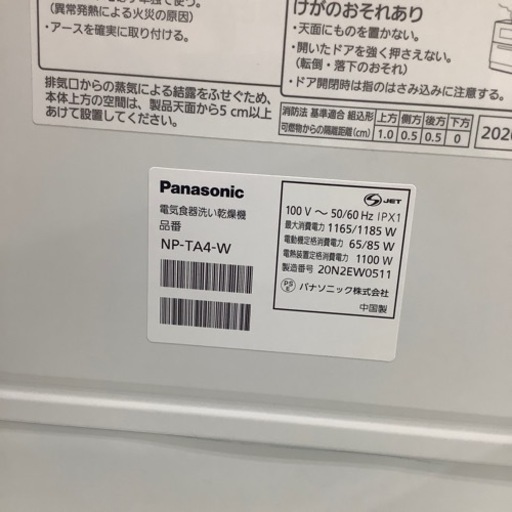 (異常発熱による火災の原因)
・アースを確実に取り付ける。
けがのおそれあり
・天面にものを置かない。
・開いたドアを強く押さえない。
(転倒・落下のおそれ)
・ドア開閉時は指のはさみ込みに注意する。
排気口からの蒸気による結露をふせぐため、
本体上方の空間は、製品天面から5 cm以上
あけて設置してください。
消防法 基準適合 組込形 上方 側方 後方 下方
可燃物からの離隔距離(cm) 1.0 0.5 0.5 0
Panasonic
電気食器洗い乾燥機
品番
NP-TA4-W
S JET
100 V ～ 50/60 Hz IPX1
最大消費電力 1165/1185 W
電動機定格消費電力 65/85 W
電熱装置定格消費電力 1100 W
製造番号 20N2EW0511
PS E パナソニック株式会社
中国製